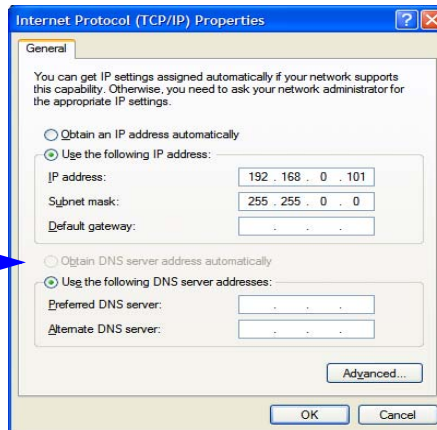 Internet Protocol (TCP/IP) Properties
General
You can get IP settings assigned automatically if your network supports
this capability. Otherwise, you need to ask your network administrator for
the appropriate IP settings.
Obtain an IP address automatically
Use the following IP address:
IP address: 192 . 168 . 0 . 101
Subnet mask: 255 . 255 . 0 . 0
Default gateway: . . .
Obtain DNS server address automatically
Use the following DNS server addresses:
Preferred DNS server: . . .
Alternate DNS server: . . .
Advanced...
OK Cancel